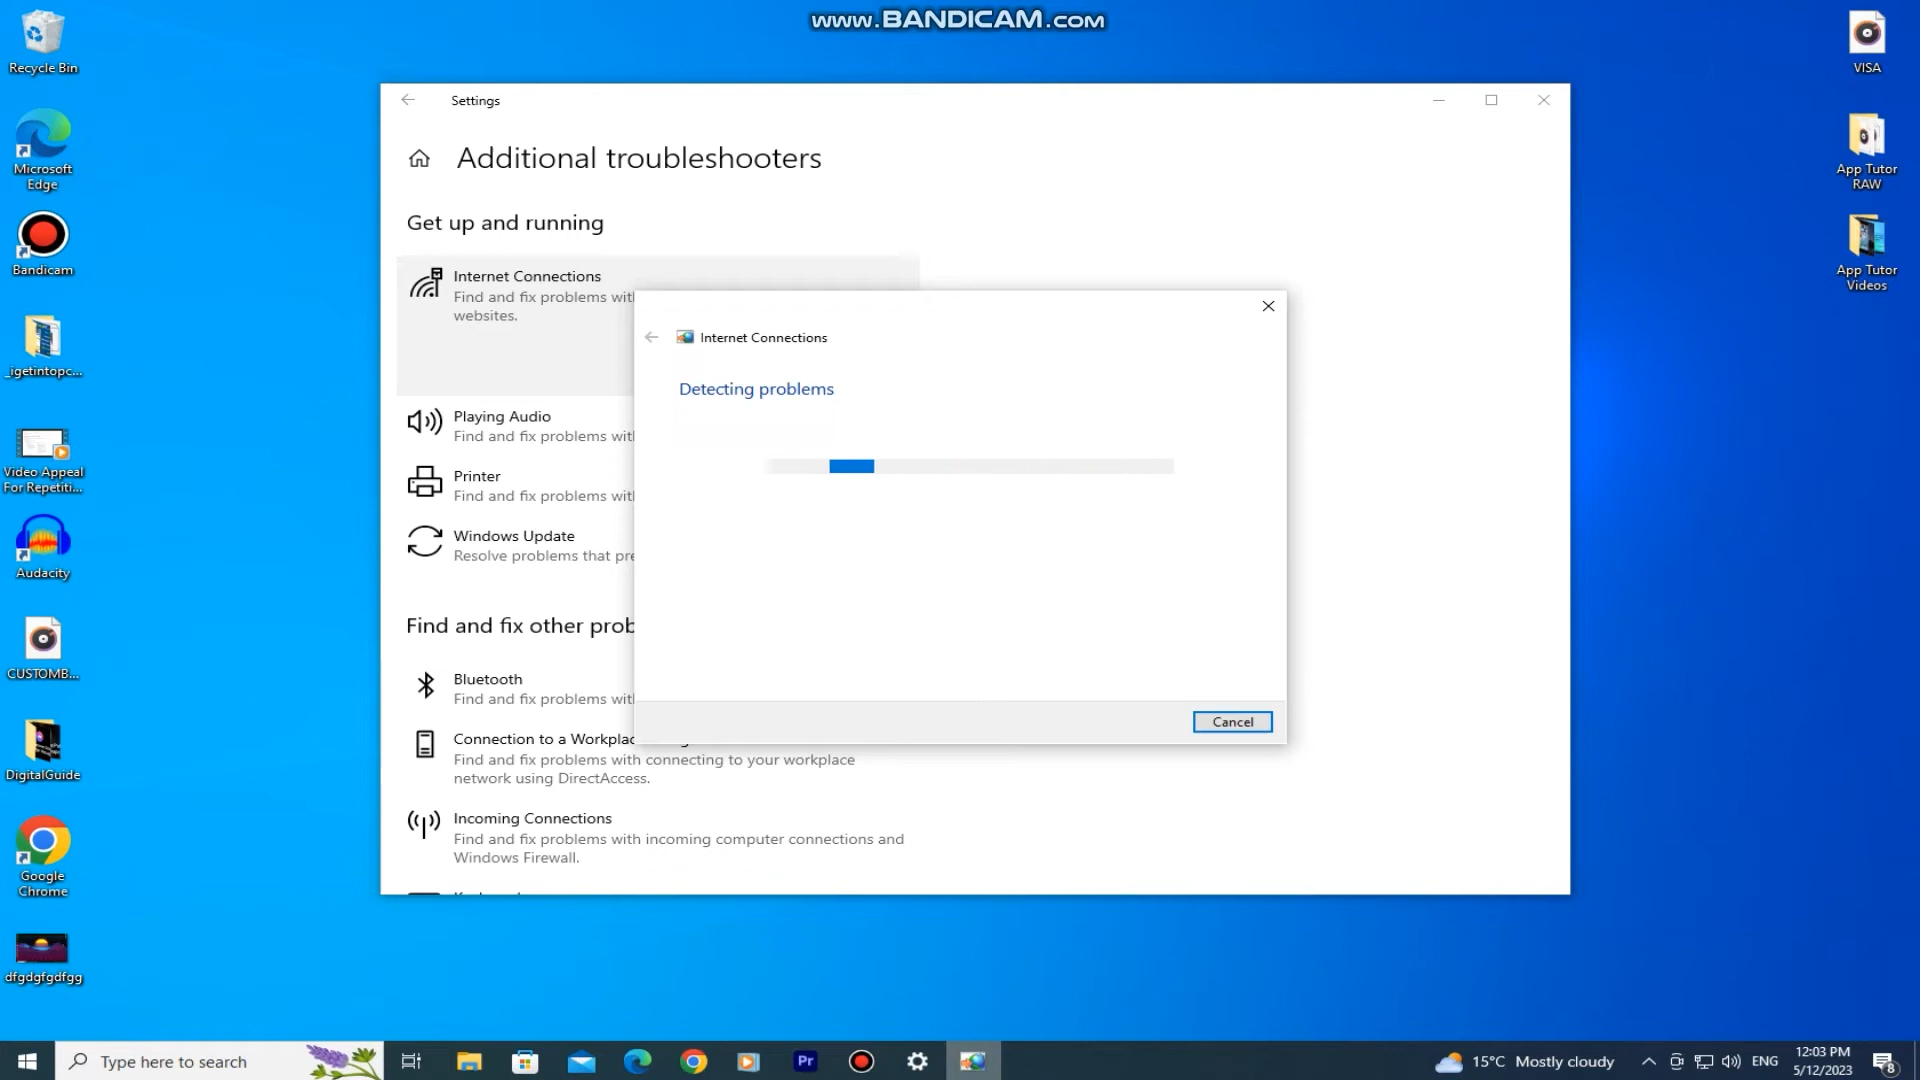 www.BANDICAM.com
Recycle Bin
Microsoft
Edge
Bandicam
_igetintopc...
Video Appeal
For Repetiti...
Audacity
CUSTOMB...
DigitalGuide
Google
Chrome
dfgdgfgdfgg
VISA
App Tutor
RAW
App Tutor
Videos
Settings
Additional troubleshooters
Get up and running
Internet Connections
Find and fix problems wit
websites.
Playing Audio
Find and fix problems wit
Printer
Find and fix problems wit
Windows Update
Resolve problems that pre
Find and fix other prob
Bluetooth
Find and fix problems wit
Connection to a Workplac
Find and fix problems with connecting to your workplace
network using DirectAccess.
Incoming Connections
Find and fix problems with incoming computer connections and
Windows Firewall.
Internet Connections
Detecting problems
Cancel
Type here to search
Pr
15°C Mostly cloudy
ENG
12:03 PM
5/12/2023
8